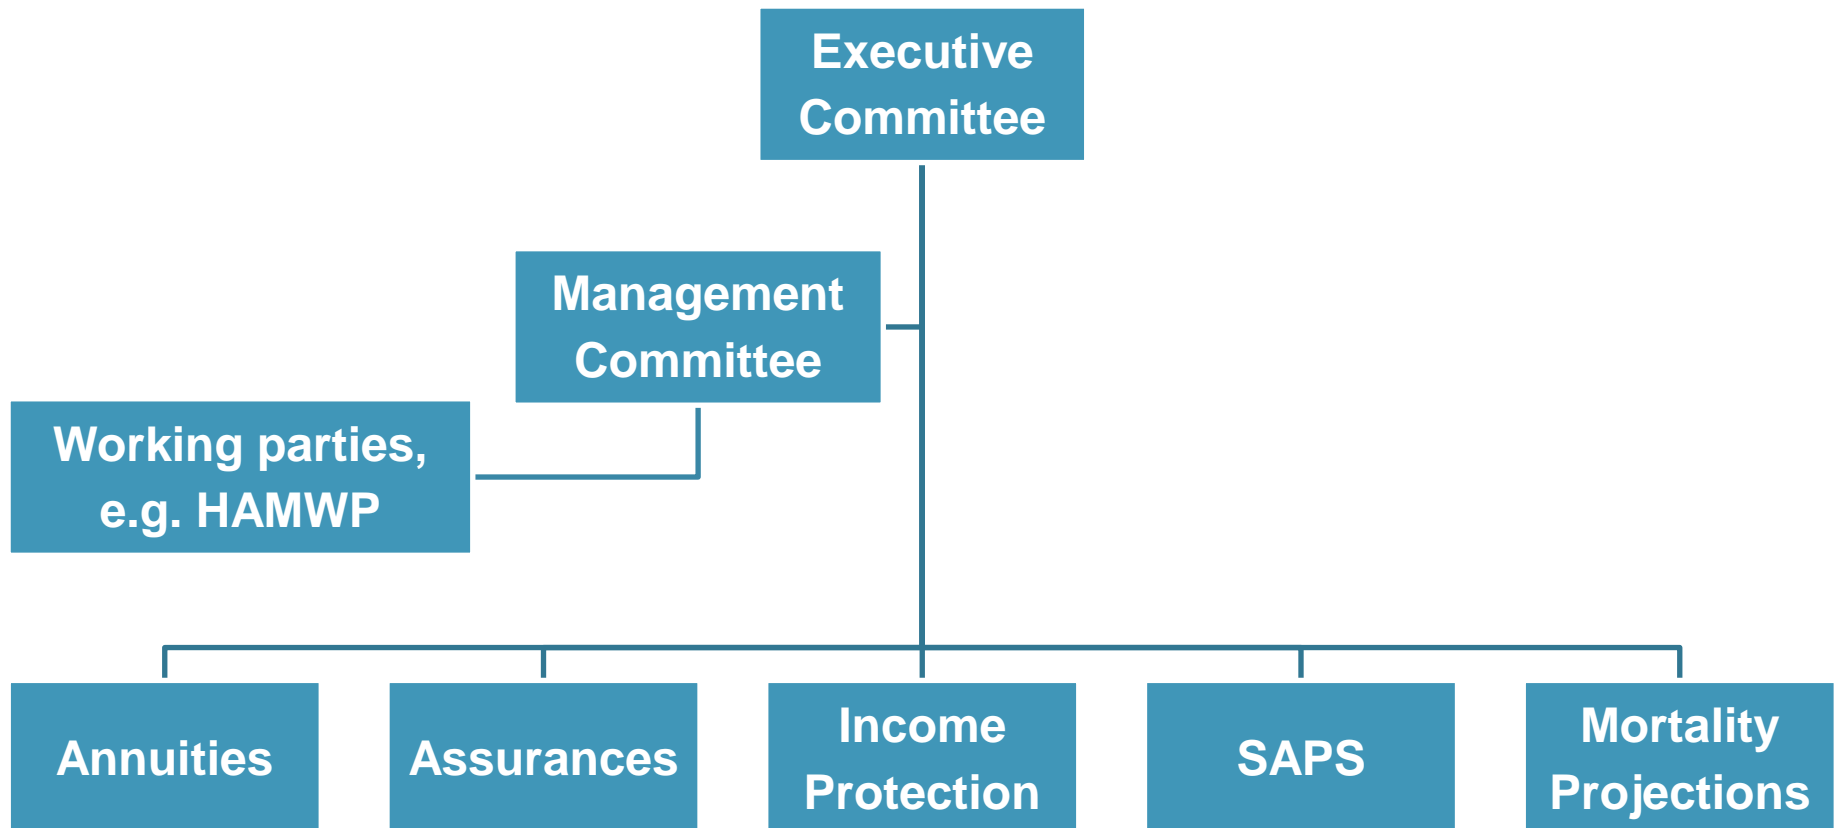 Executive
Committee
Management
Committee
Working parties,
e.g. HAMWP
Annuities
Assurances
Income
Protection
SAPS
Mortality
Projections